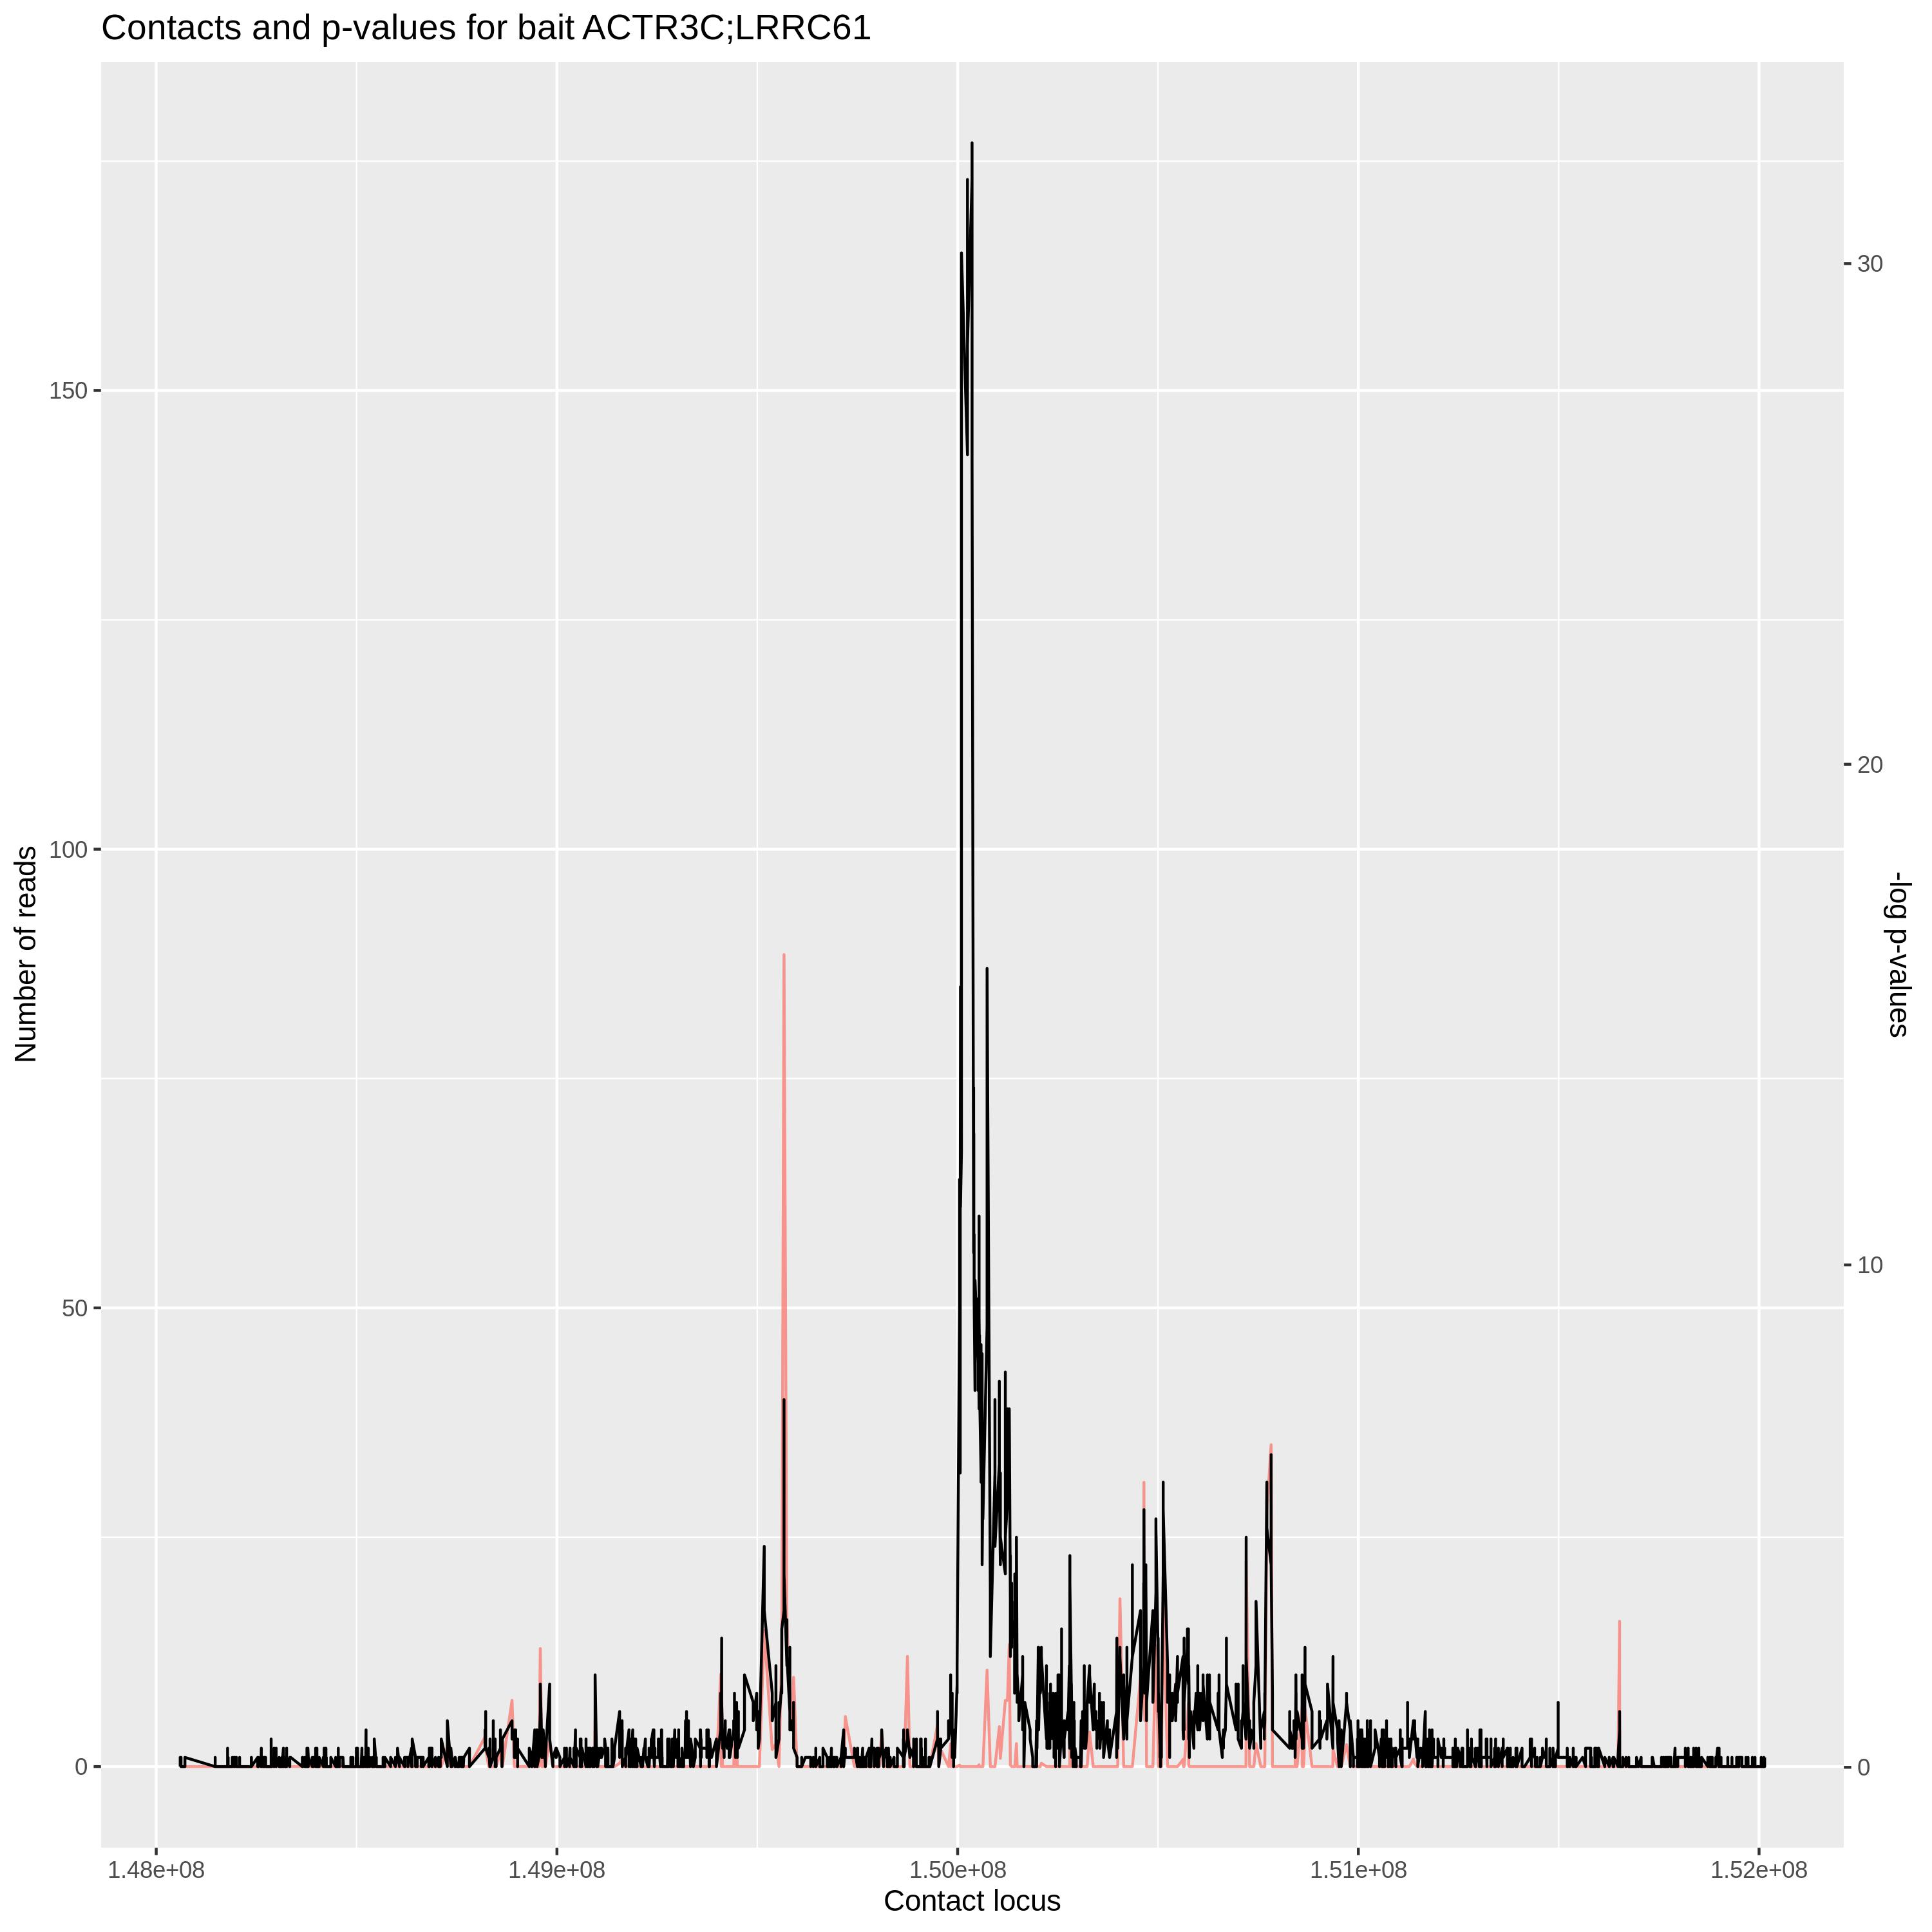 Contacts and p-values for bait ACTR3C;LRRC61
150
100
50
0
Number of reads
30
20
10
0
-log p-values
1.48e+08 1.49e+08 1.50e+08 1.51e+08 1.52e+08
Contact locus